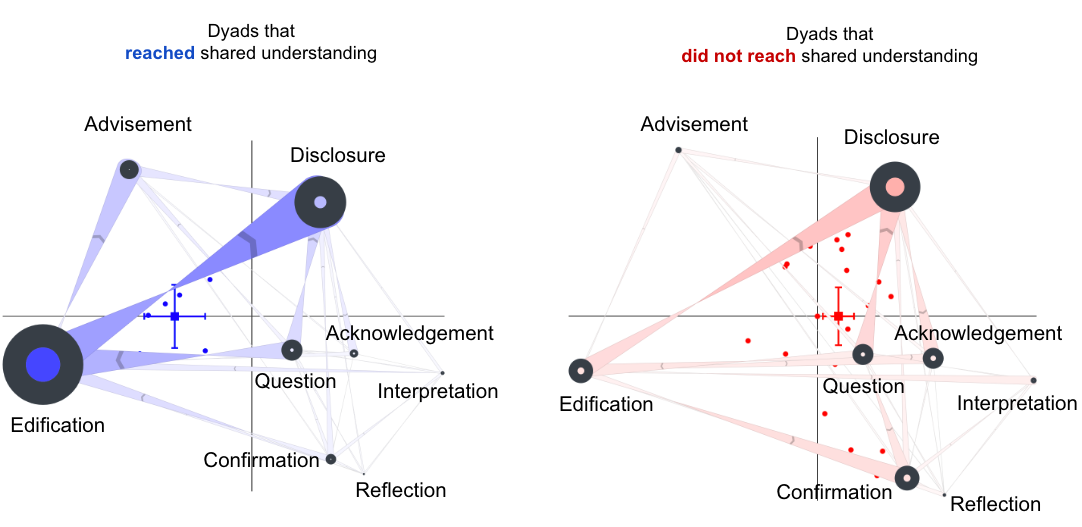 Dyads that
reached shared understanding
Advisement
Disclosure
Acknowledgement
Question
Interpretation
Edification
Confirmation
Reflection
Dyads that
did not reach shared understanding
Advisement
Disclosure
Acknowledgement
Question
Edification
Interpretation
Confirmation
Reflection